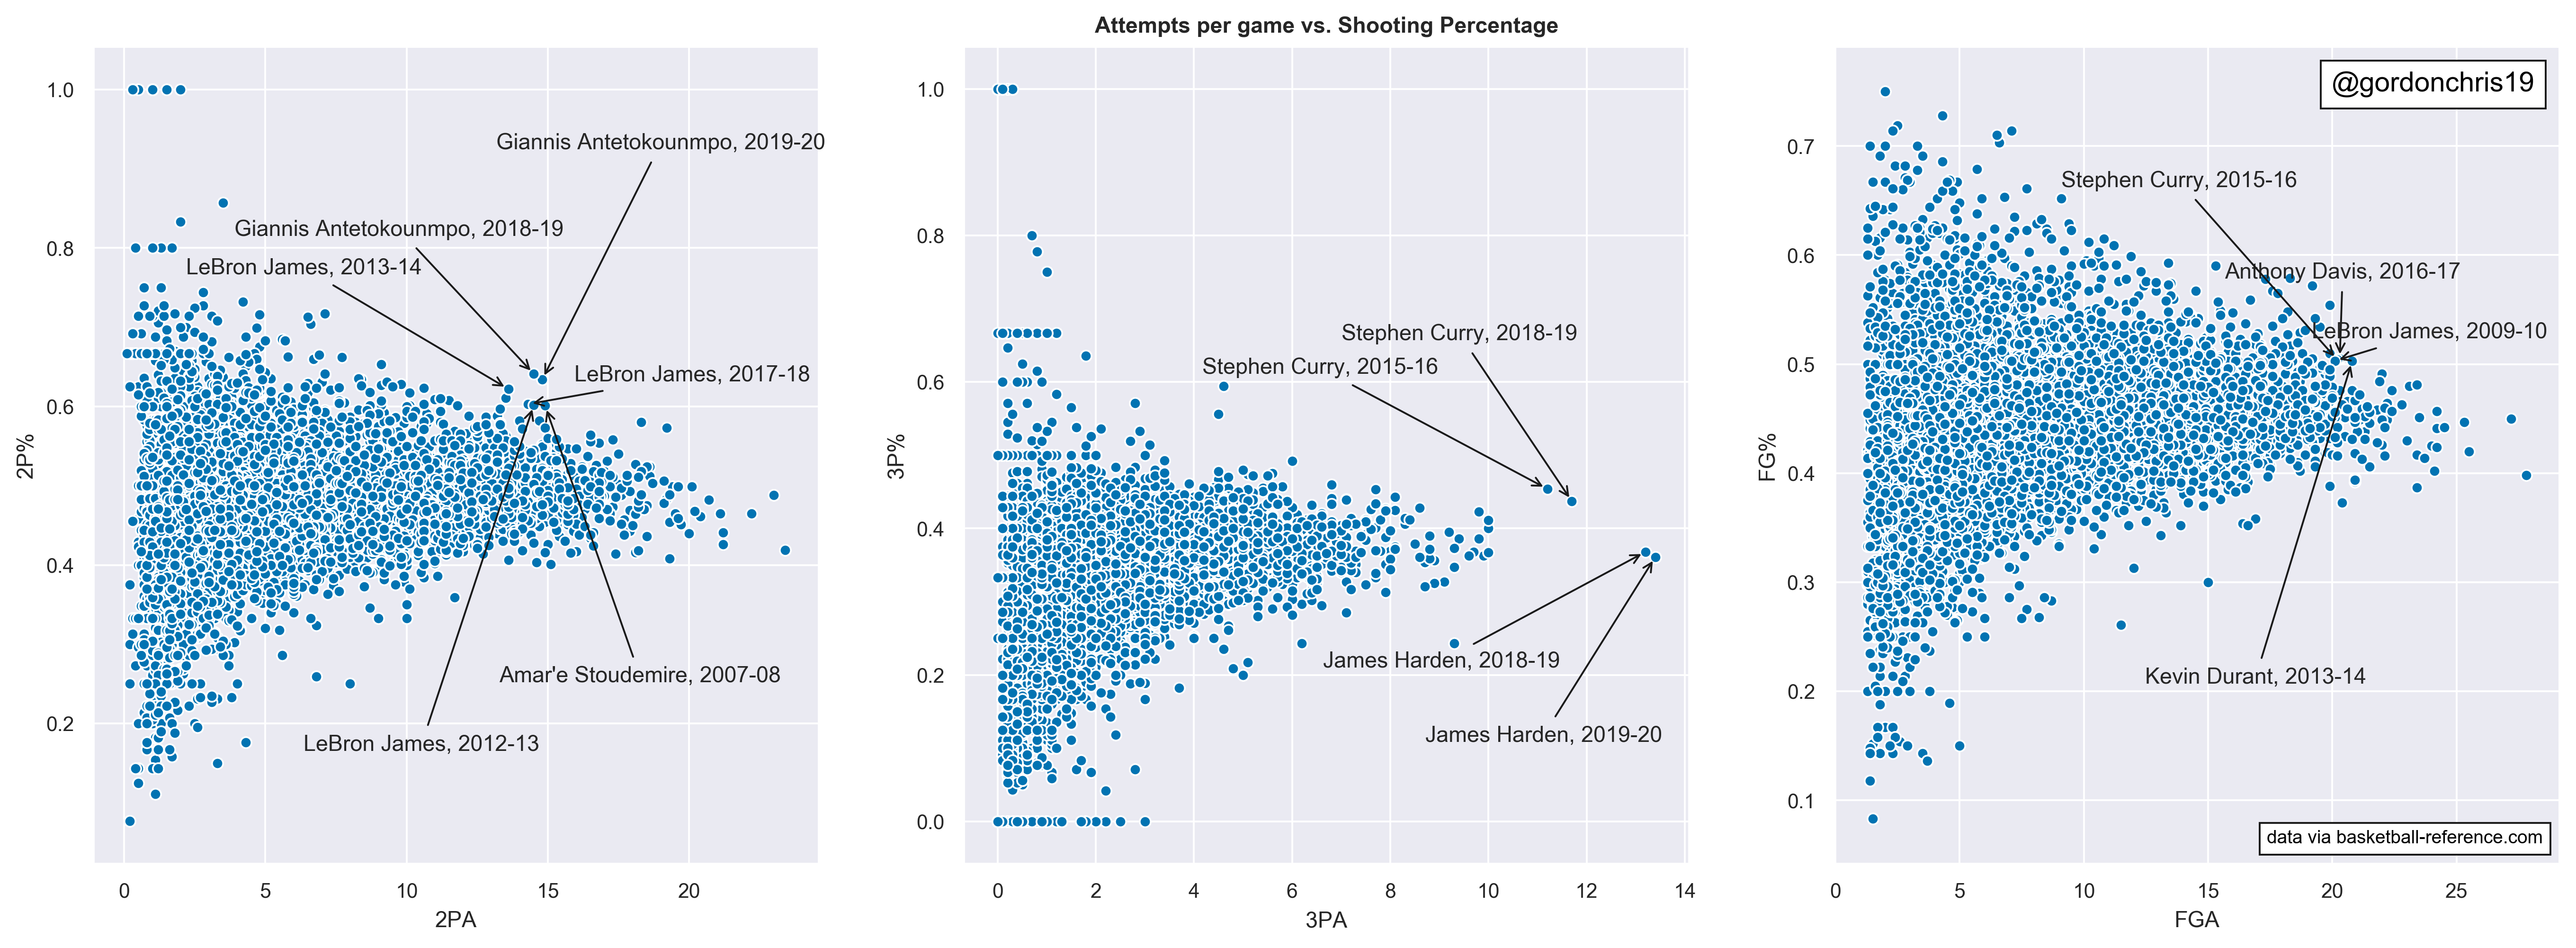 Attempts per game vs. Shooting Percentage
1.0
0.8
0.6
0.4
0.2
2P%
Giannis Antetokounmpo, 2019-20
Giannis Antetokounmpo, 2018-19
LeBron James, 2013-14
LeBron James, 2017-18
Amar'e Stoudemire, 2007-08
LeBron James, 2012-13
0
5
10
15
20
2PA
1.0
0.8
0.6
0.4
0.2
0.0
3P%
Stephen Curry, 2018-19
Stephen Curry, 2015-16
James Harden, 2018-19
James Harden, 2019-20
0
2
4
6
8
10
12
14
3PA
0.7
0.6
0.5
0.4
0.3
0.2
0.1
FG%
@gordonchris19
Stephen Curry, 2015-16
Anthony Davis, 2016-17
LeBron James, 2009-10
Kevin Durant, 2013-14
data via basketball-reference.com
0
5
10
15
20
25
FGA